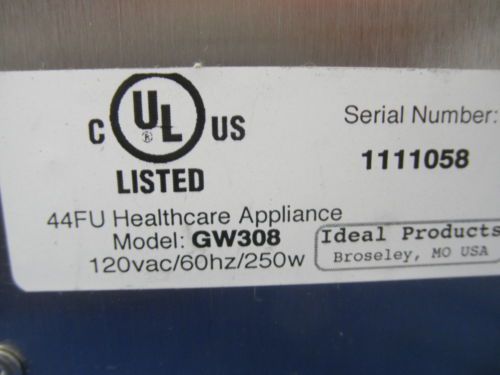 C UL ® US
LISTED
Serial Number:
1111058
44FU Healthcare Appliance
Model: GW308
120vac/60hz/250w
Ideal Products
Broseley, MO USA